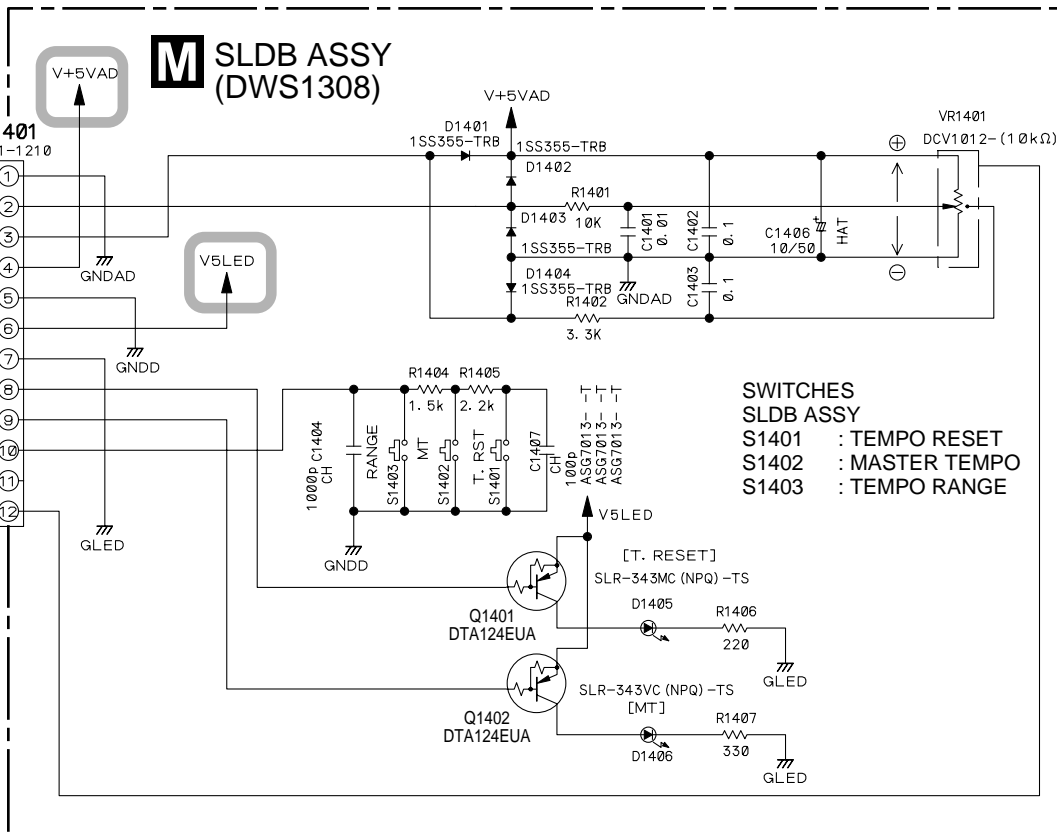 M SLDB ASSY
(DWS1308)
V+5VAD
401
1-1210
1
2
3
4
5
6
7
8
9
10
11
12
GNDAD
V5LED
GNDD
GLED
V+5VAD
D1401
1SS355-TRB
1SS355-TRB
D1402
R1401
10K
D1403
1SS355-TRB
D1404
1SS355-TRB
R1402
3.3K
C1401
0.01
GNDAD
C1402
0.1
C1403
0.1
C1406
10/50
HAT
+
+
−
VR1401
DCV1012-(10kΩ)
R1404
1.5k
R1405
2.2k
1000p C1404
CH
RANGE
S1403
MT
S1402
T. RST
S1401
C1407
CH
100p
GNDD
ASG7013- -T
ASG7013- -T
ASG7013- -T
V5LED
SWITCHES
SLDB ASSY
S1401 : TEMPO RESET
S1402 : MASTER TEMPO
S1403 : TEMPO RANGE
Q1401
DTA124EUA
[T. RESET]
SLR-343MC(NPQ)-TS
D1405
R1406
220
GLED
Q1402
DTA124EUA
SLR-343VC(NPQ)-TS
[MT]
D1406
R1407
330
GLED